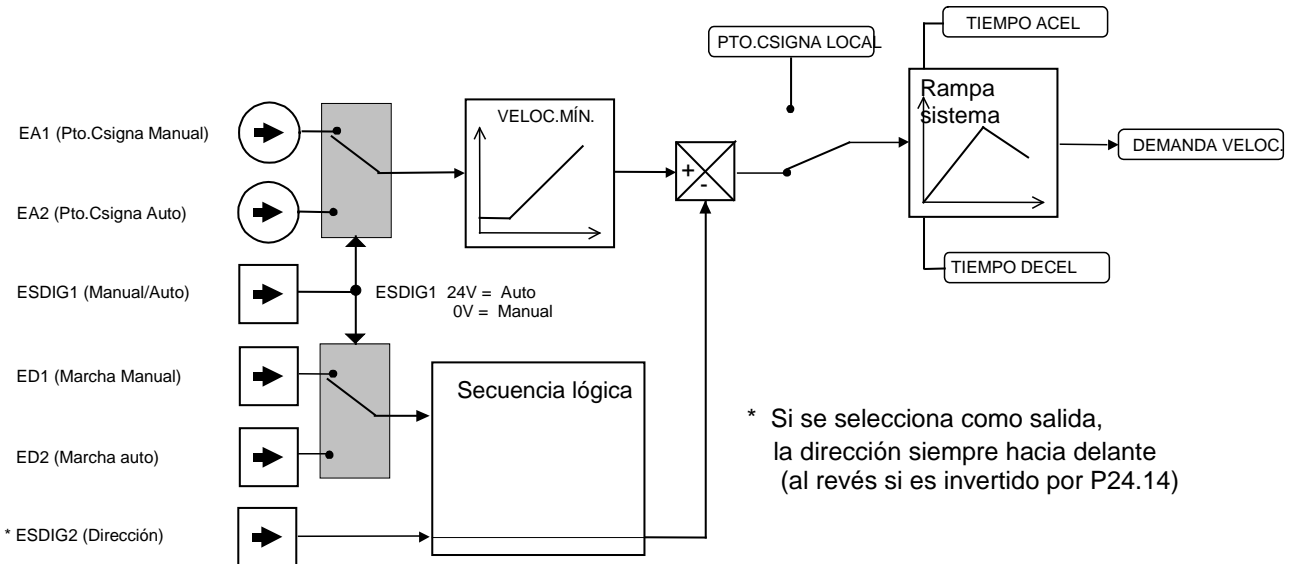 TIEMPO ACEL
PTO.CSIGNA LOCAL
Rampa
sistema
VELOC.MÍN.
EA1 (Pto.Csigna Manual)
DEMANDA VELOC.
+
-
EA2 (Pto.Csigna Auto)
TIEMPO DECEL
ESDIG1 (Manual/Auto)
ESDIG1 24V = Auto
0V = Manual
ED1 (Marcha Manual)
Secuencia lógica
* Si se selecciona como salida,
la dirección siempre hacia delante
(al revés si es invertido por P24.14)
ED2 (Marcha auto)
* ESDIG2 (Dirección)